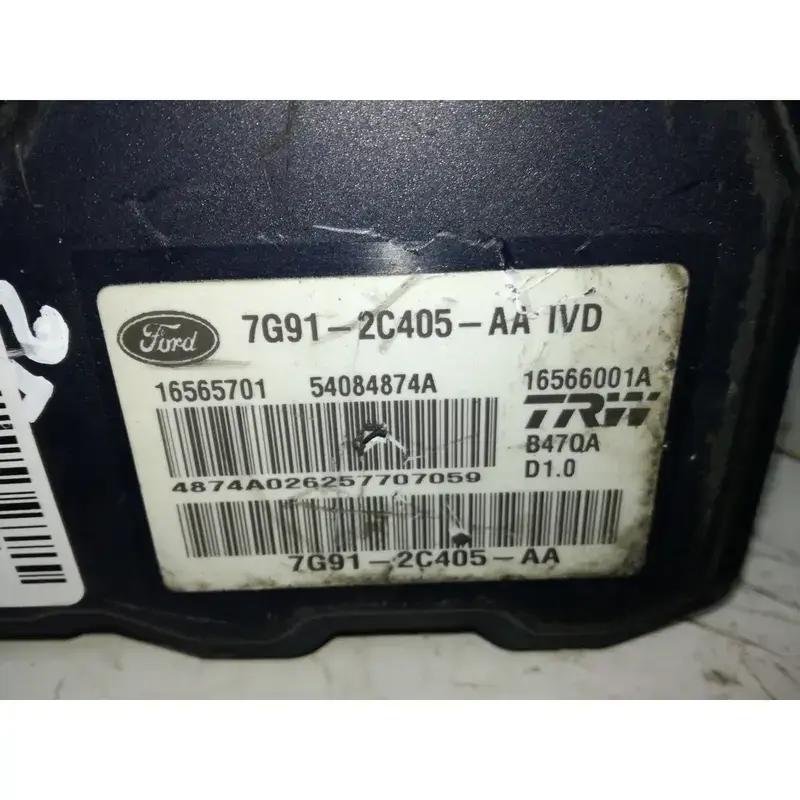 Ford 7G91-2C405-AA IVD
16565701 54084874A 16566001A
TRW
B47QA
4874A026257707059 D1.0
7G91-2C405-AA